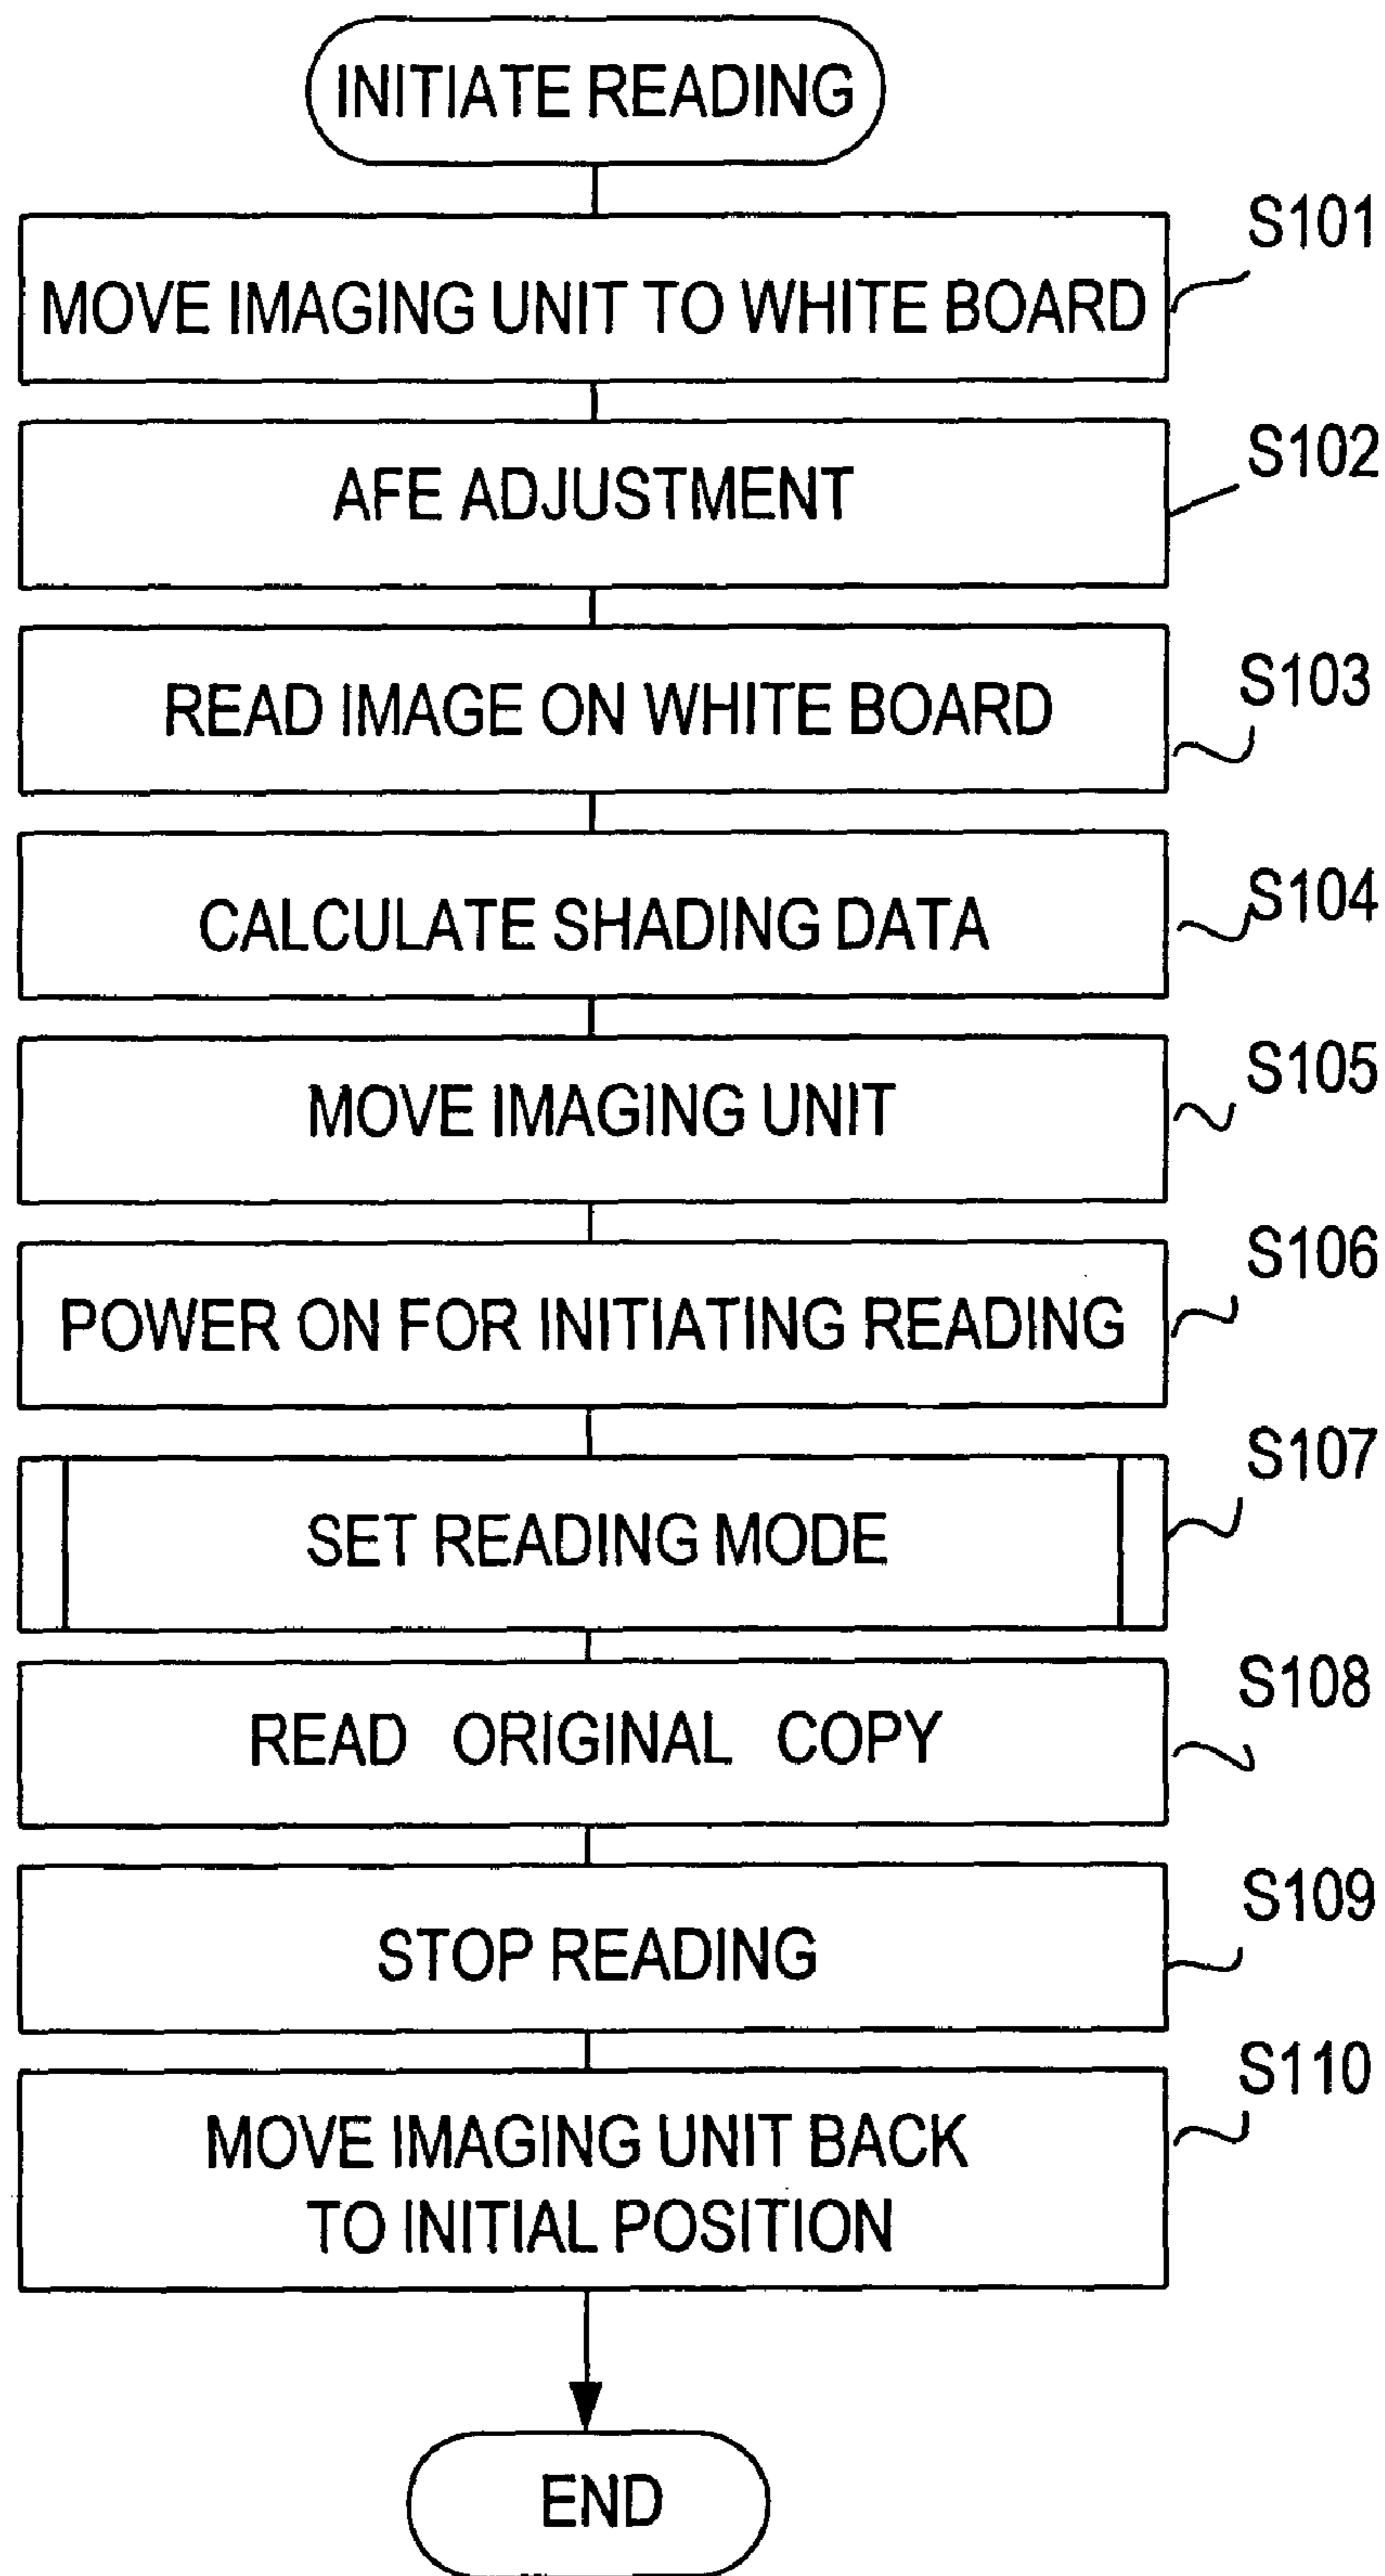 INITIATE READING
S101
MOVE IMAGING UNIT TO WHITE BOARD
S102
AFE ADJUSTMENT
S103
READ IMAGE ON WHITE BOARD
S104
CALCULATE SHADING DATA
S105
MOVE IMAGING UNIT
S106
POWER ON FOR INITIATING READING
S107
SET READING MODE
S108
READ ORIGINAL COPY
S109
STOP READING
S110
MOVE IMAGING UNIT BACK
TO INITIAL POSITION
END